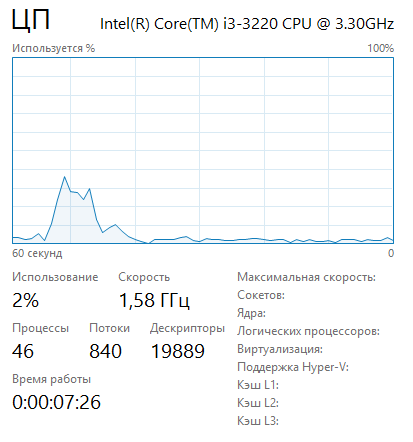 ЦП Intel(R) Core(TM) i3-3220 CPU @ 3.30GHz
Используется % 100%
60 секунд 0
Использование Скорость
2% 1,58 ГГц
Процессы Потоки Дескрипторы
46 840 19889
Время работы
0:00:07:26
Максимальная скорость:
Сокетов:
Ядра:
Логических процессоров:
Виртуализация:
Поддержка Hyper-V:
Кэш L1:
Кэш L2:
Кэш L3: